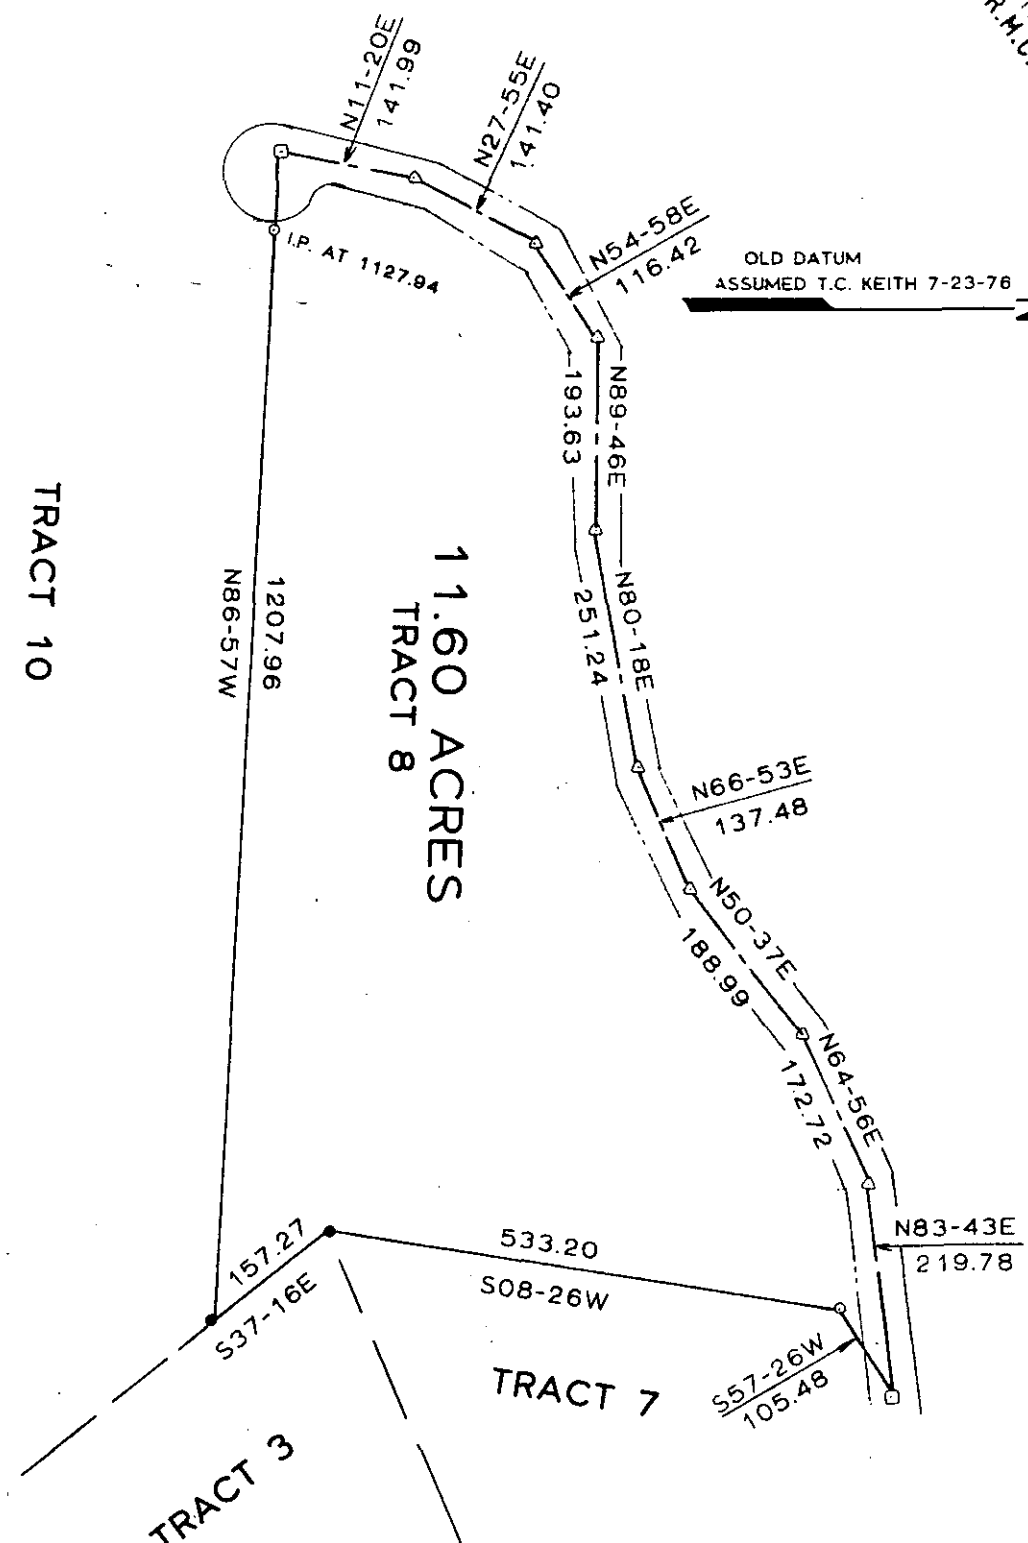 R.M.C.
N11-20E
141.99
N27-55E
141.40
N54-58E
116.42
OLD DATUM
ASSUMED T.C. KEITH 7-23-76
I.P. AT 1127.94
N89-46E
193.63
N80-18E
251.24
TRACT 10
1207.96
N86-57W
11.60 ACRES
TRACT 8
N66-53E
137.48
N50-37E
188.99
N64-56E
172.72
N83-43E
219.78
157.27
S37-16E
533.20
S08-26W
S57-26W
105.48
TRACT 7
TRACT 3